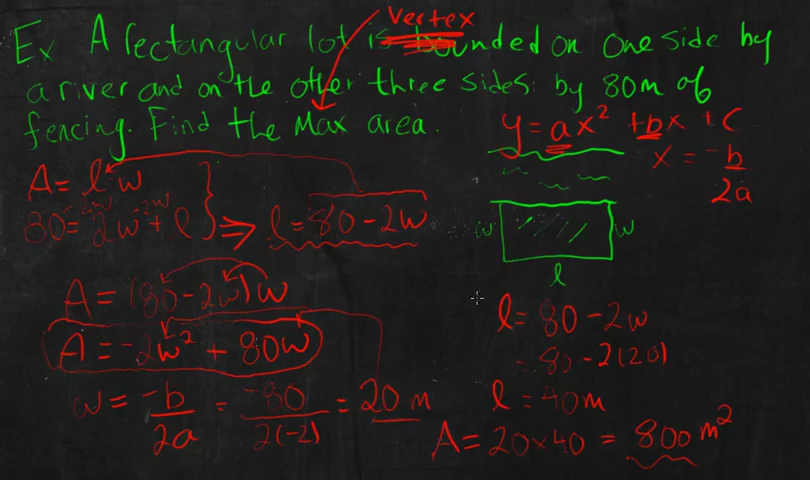 Vertex
Ex A rectangular lot is bounded on one side by
a river and on the other three sides by 80m of
fencing. Find the Max area.
y = ax² + bx + c
x = -b/2a
A = lw
-2w -2w
80 = 2w + l ⇒ l = 80 - 2w
w w
l
A = (80 - 2w)w
A = -2w² + 80w
w = -b/2a = -80/2(-2) = 20 m
l = 80 - 2w
= 80 - 2(20)
l = 40m
A = 20 × 40 = 800 m²